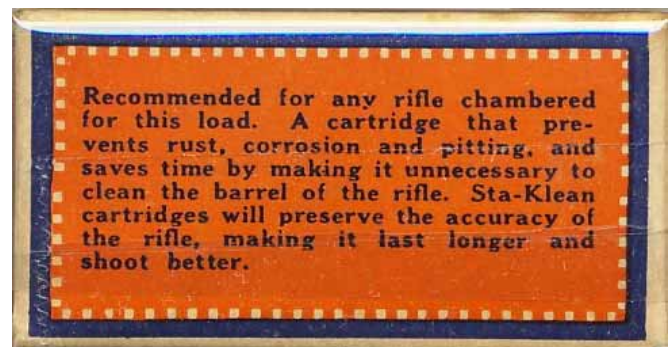 Recommended for any rifle chambered
for this load. A cartridge that pre-
vents rust, corrosion and pitting, and
saves time by making it unnecessary to
clean the barrel of the rifle. Sta-Klean
cartridges will preserve the accuracy of
the rifle, making it last longer and
shoot better.